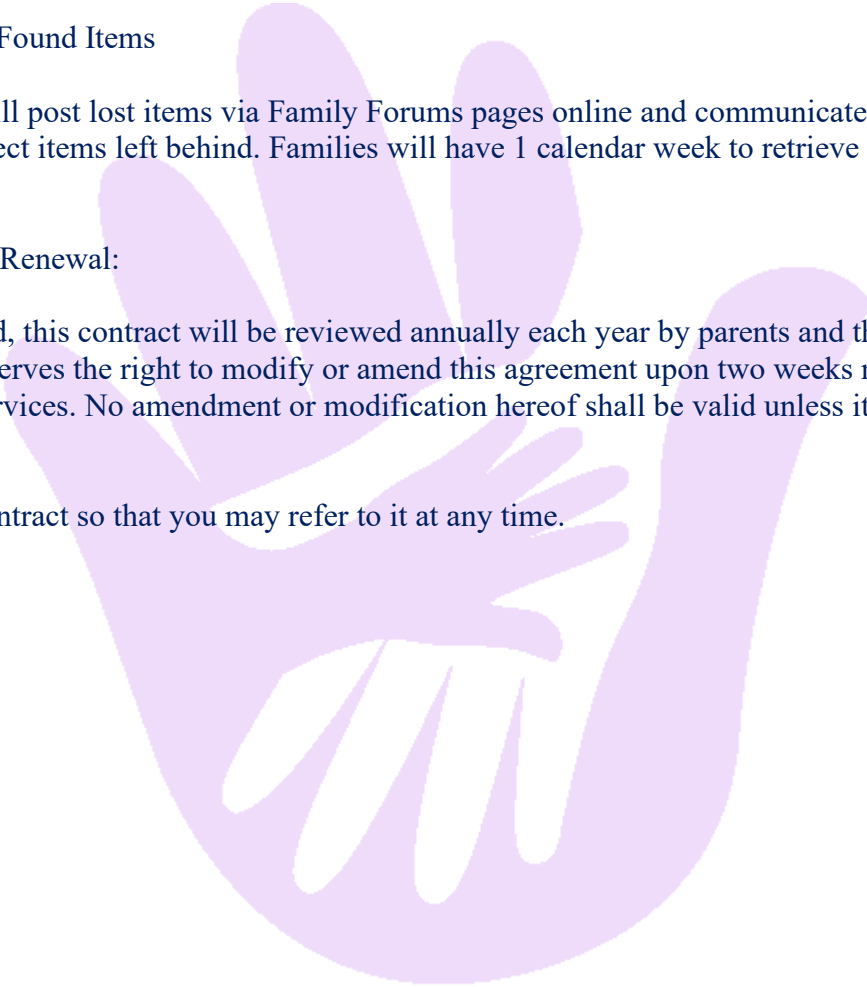 Found Items
ll post lost items via Family Forums pages online and communicate
ect items left behind. Families will have 1 calendar week to retrieve
Renewal:
d, this contract will be reviewed annually each year by parents and th
erves the right to modify or amend this agreement upon two weeks n
rvices. No amendment or modification hereof shall be valid unless it
ntract so that you may refer to it at any time.